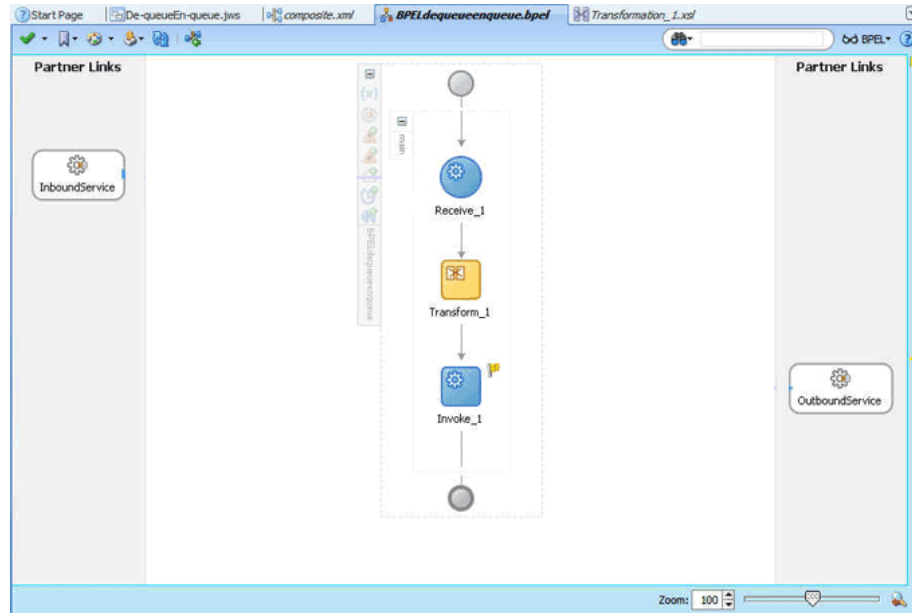 Start Page
De-queueEn-queue.jws
composite.xml
BPELdequeueenqueue.bpel
Transformation_1.xsl
BPEL
Partner Links
Partner Links
main
InboundService
Receive_1
BPELdequeueenqueue
Transform_1
Invoke_1
OutboundService
Zoom: 100